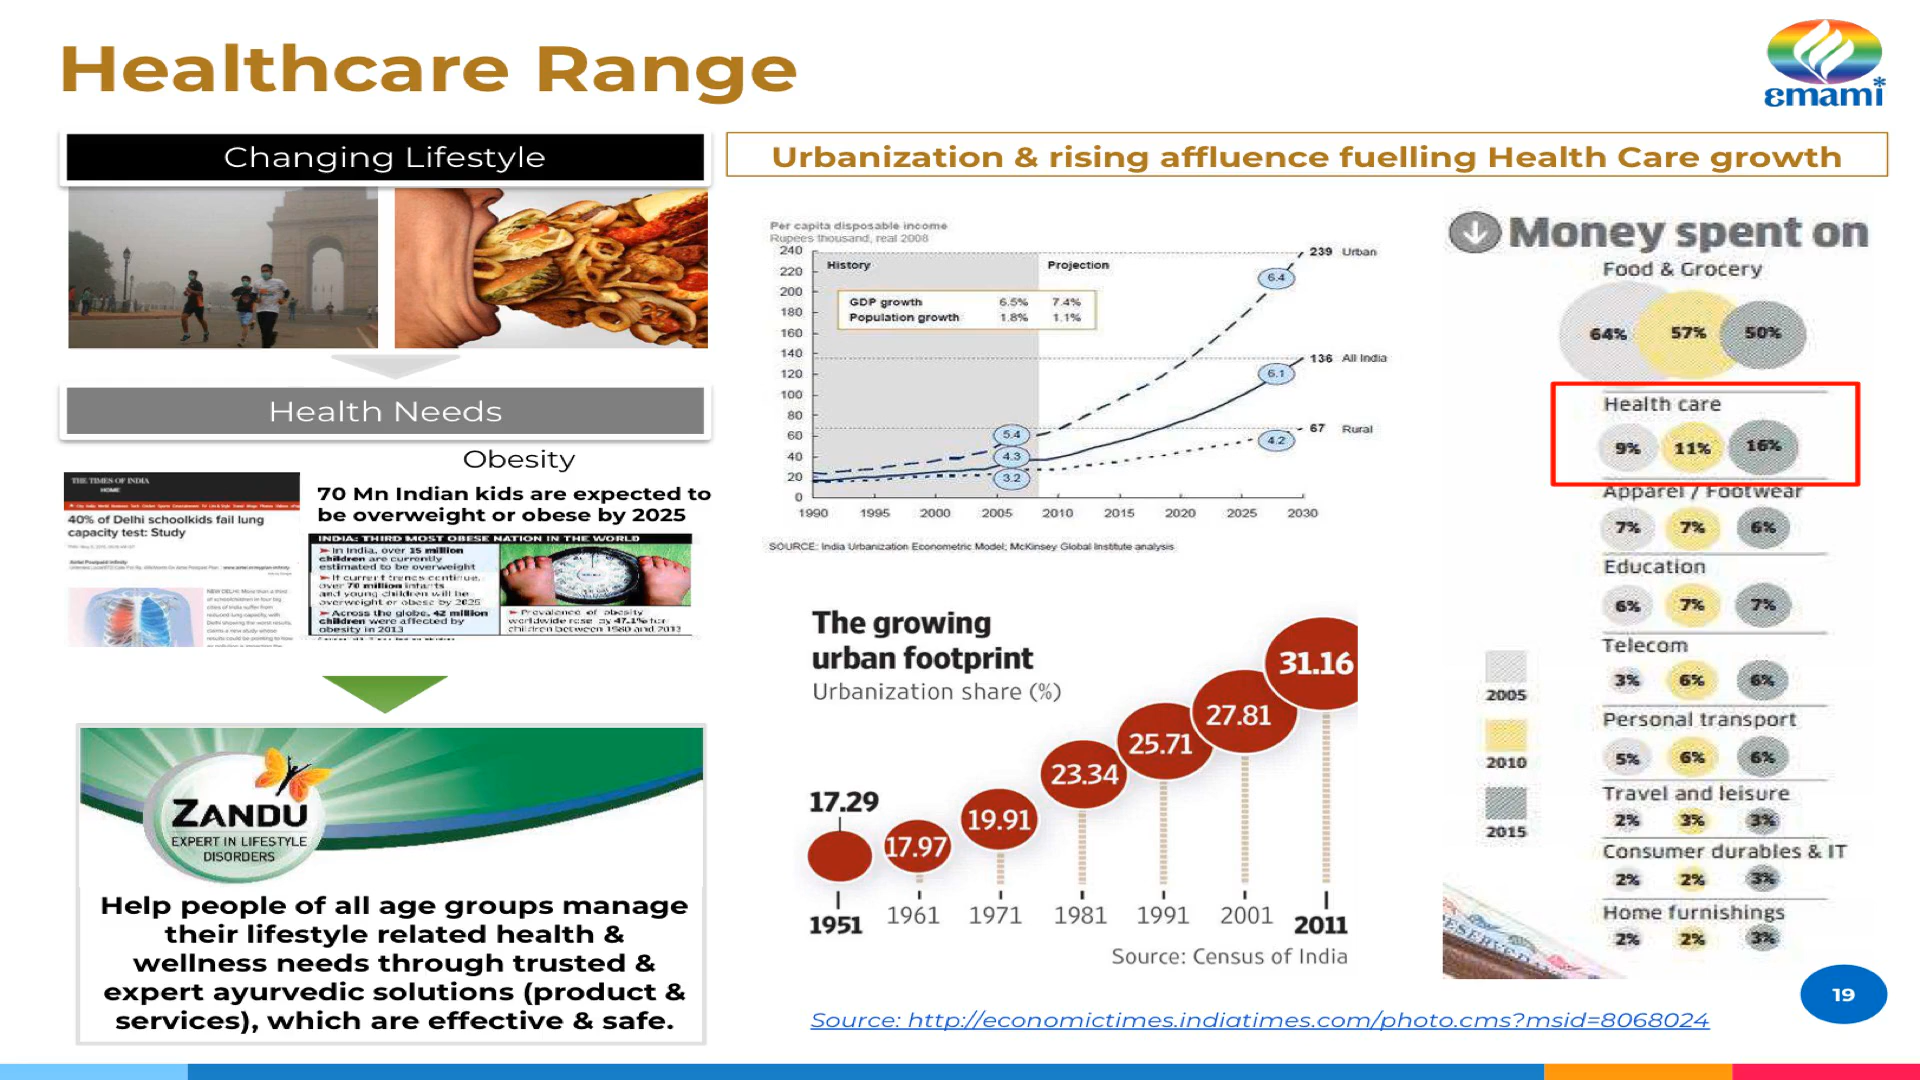 Healthcare Range
εmami*
Changing Lifestyle
Health Needs
Obesity
THE TIMES OF INDIA
HOME
40% of Delhi schoolkids fail lung
capacity test: Study
70 Mn Indian kids are expected to
be overweight or obese by 2025
INDIA: THIRD MOST OBESE NATION IN THE WORLD
In India, over 15 million
children are currently
estimated to be overweight
If current trends continue,
over 70 million infants
and young children will be
overweight or obese by 2025
Across the globe, 42 million
children were affected by
obesity in 2013
Prevalence of obesity
worldwide rose by 47.1% for
children between 1980 and 2013
ZANDU
EXPERT IN LIFESTYLE
DISORDERS
Help people of all age groups manage
their lifestyle related health &
wellness needs through trusted &
expert ayurvedic solutions (product &
services), which are effective & safe.
Urbanization & rising affluence fuelling Health Care growth
Per capita disposable income
Rupees thousand, real 2008
240
220
200
180
160
140
120
100
80
60
40
20
0
History Projection
GDP growth 6.5% 7.4%
Population growth 1.8% 1.1%
239 Urban
6.4
136 All India
6.1
67 Rural
4.2
5.4
4.3
3.2
1990 1995 2000 2005 2010 2015 2020 2025 2030
SOURCE: India Urbanization Econometric Model; McKinsey Global Institute analysis
The growing
urban footprint
Urbanization share (%)
17.29
17.97
19.91
23.34
25.71
27.81
31.16
1951 1961 1971 1981 1991 2001 2011
Source: Census of India
Money spent on
Food & Grocery
64% 57% 50%
Health care
9% 11% 16%
Apparel / Footwear
7% 7% 6%
Education
6% 7% 7%
Telecom
3% 6% 6%
Personal transport
5% 6% 6%
Travel and leisure
2% 3% 3%
Consumer durables & IT
2% 2% 3%
Home furnishings
2% 2% 3%
2005
2010
2015
Source: http://economictimes.indiatimes.com/photo.cms?msid=8068024
19